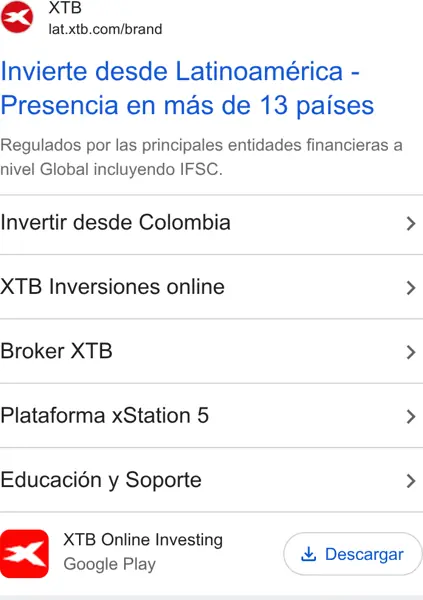 XTB
lat.xtb.com/brand
Invierte desde Latinoamérica -
Presencia en más de 13 países
Regulados por las principales entidades financieras a
nivel Global incluyendo IFSC.
Invertir desde Colombia
XTB Inversiones online
Broker XTB
Plataforma xStation 5
Educación y Soporte
XTB Online Investing
Google Play
Descargar